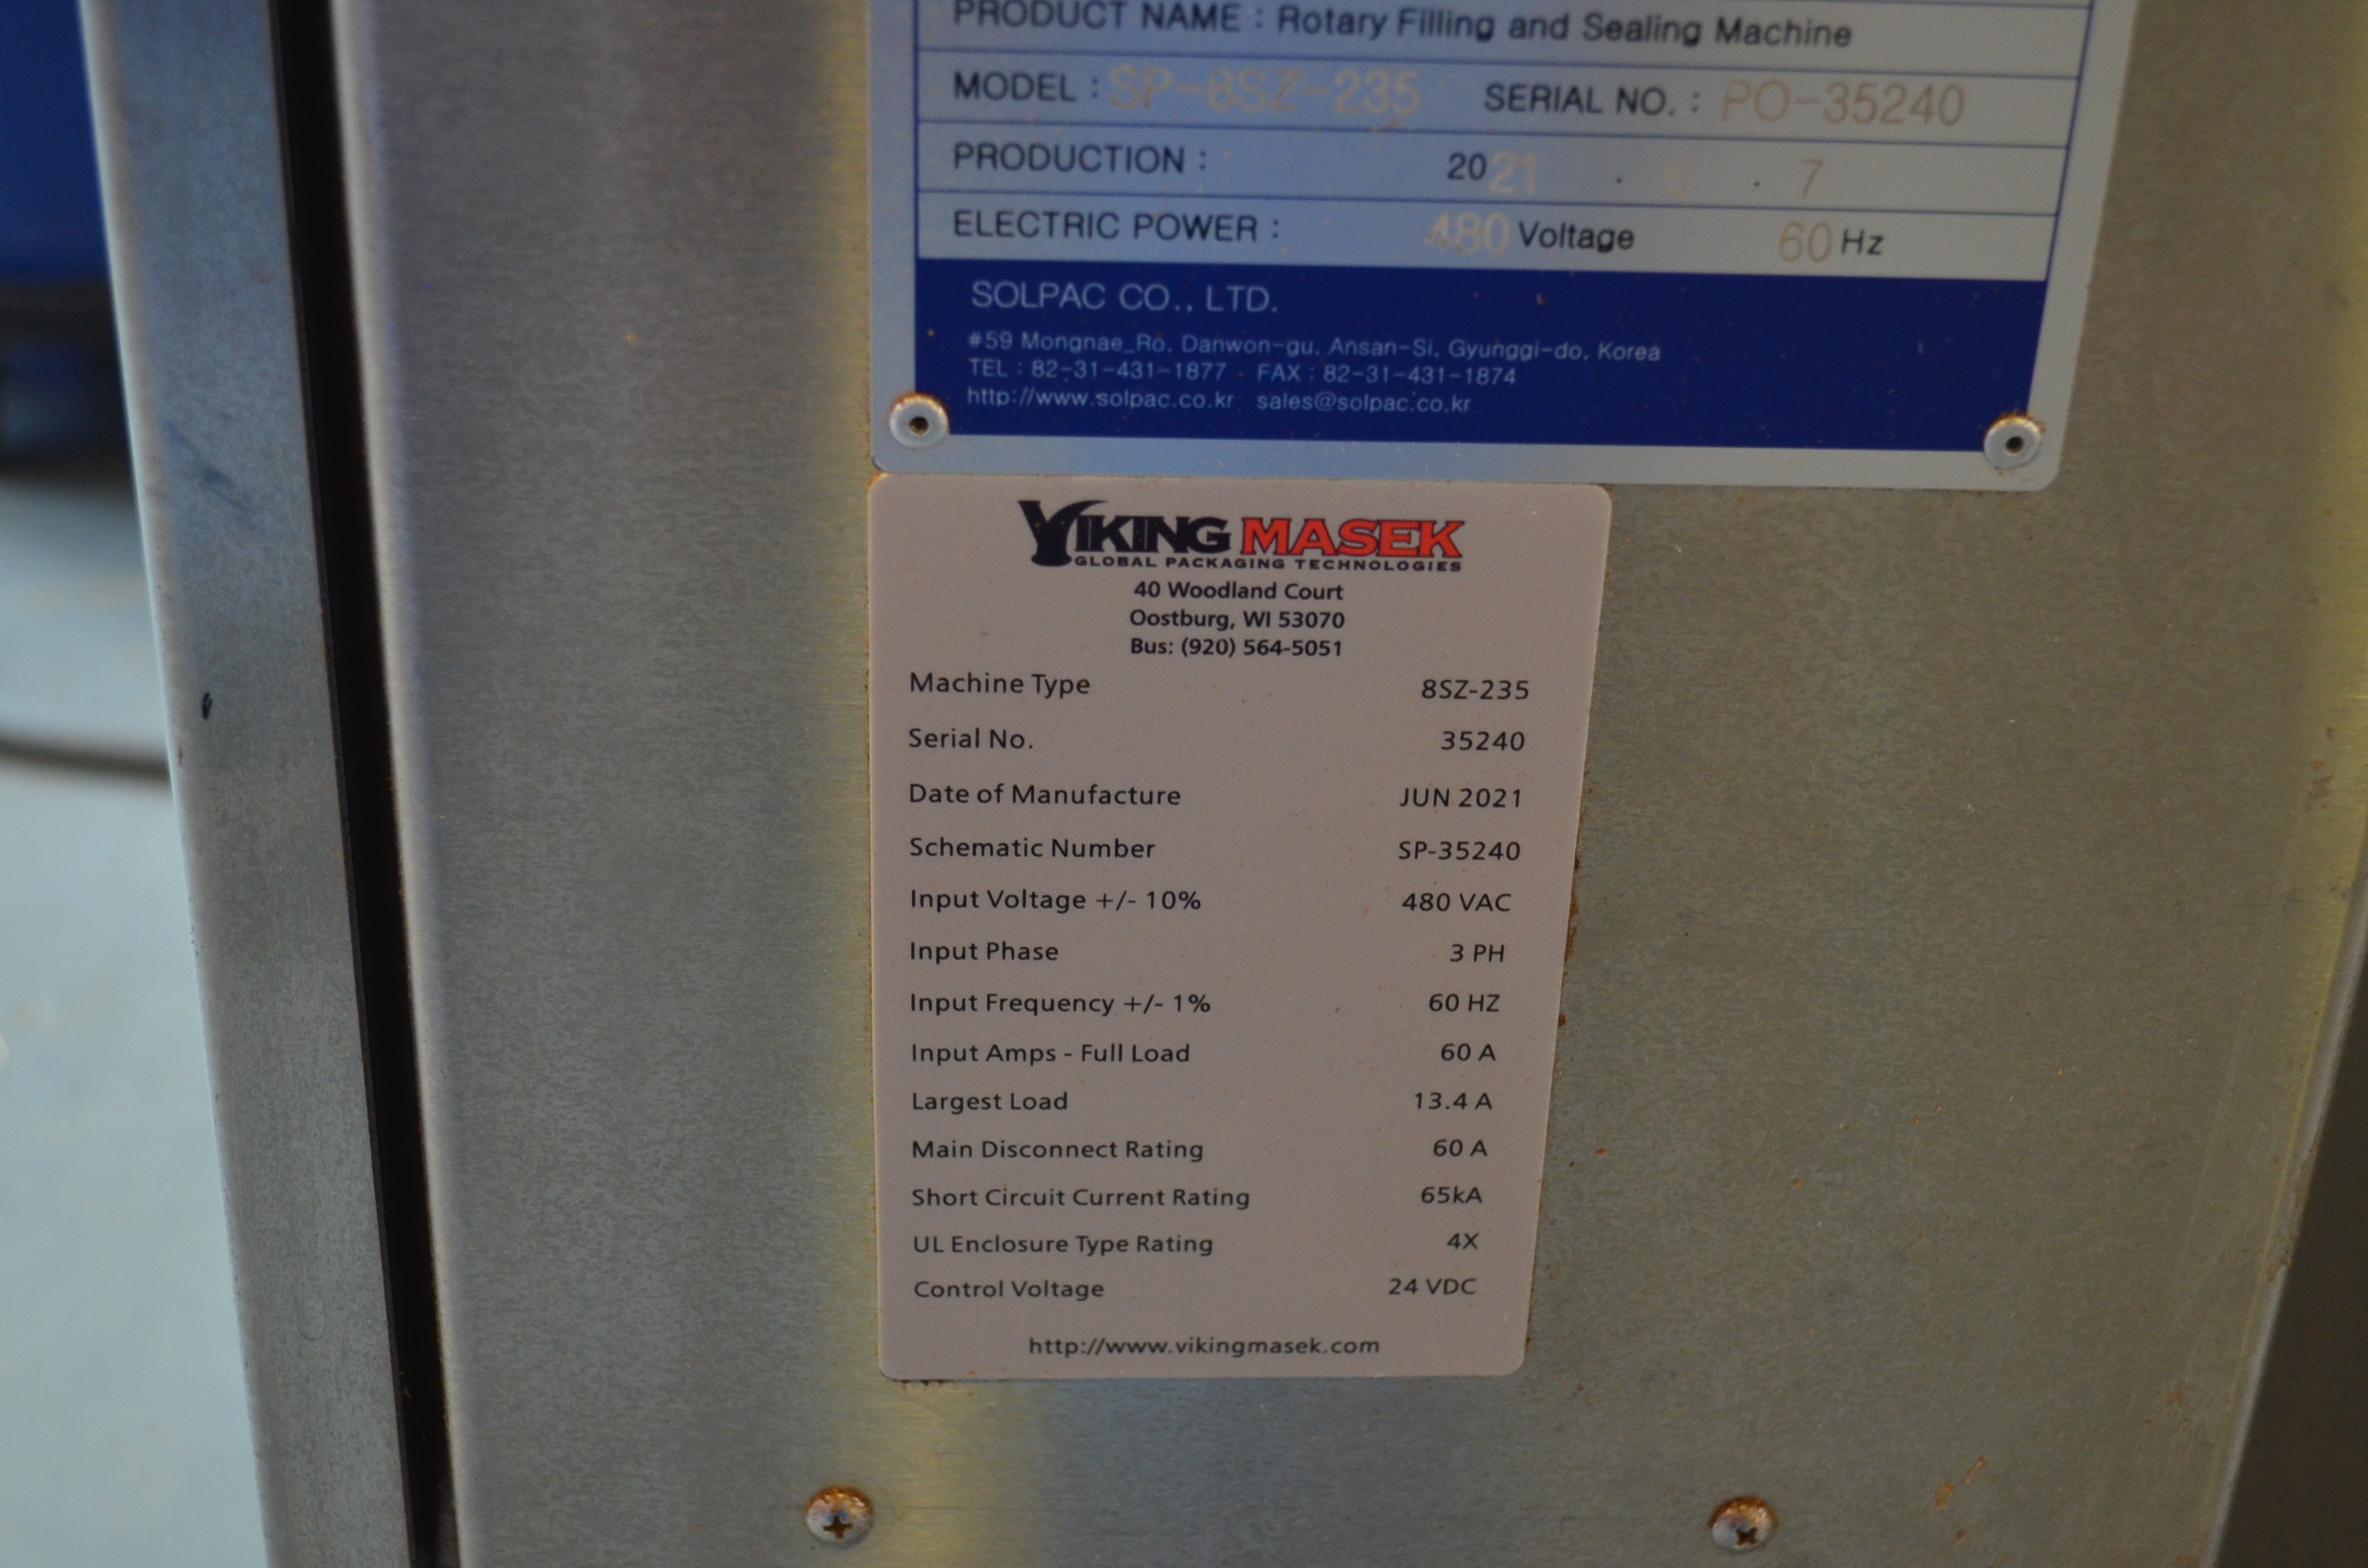 PRODUCT NAME : Rotary Filling and Sealing Machine
MODEL : SP-8SZ-235 SERIAL NO. : PO-35240
PRODUCTION : 2021 . 6 . 7
ELECTRIC POWER : 480 Voltage 60 Hz
SOLPAC CO., LTD.
#59 Mongnae_Ro, Danwon-gu, Ansan-Si, Gyunggi-do, Korea
TEL : 82-31-431-1877 FAX : 82-31-431-1874
http://www.solpac.co.kr sales@solpac.co.kr
VIKING MASEK
GLOBAL PACKAGING TECHNOLOGIES
40 Woodland Court
Oostburg, WI 53070
Bus: (920) 564-5051
Machine Type 8SZ-235
Serial No. 35240
Date of Manufacture JUN 2021
Schematic Number SP-35240
Input Voltage +/- 10% 480 VAC
Input Phase 3 PH
Input Frequency +/- 1% 60 HZ
Input Amps - Full Load 60 A
Largest Load 13.4 A
Main Disconnect Rating 60 A
Short Circuit Current Rating 65kA
UL Enclosure Type Rating 4X
Control Voltage 24 VDC
http://www.vikingmasek.com